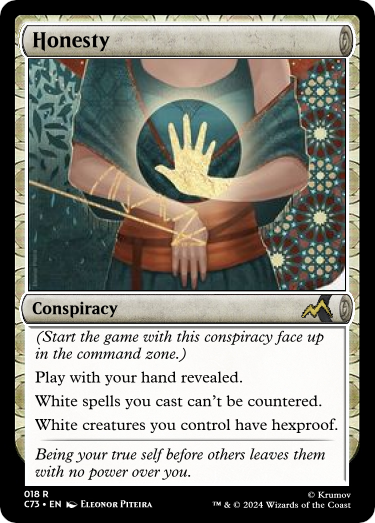 Honesty
Conspiracy
(Start the game with this conspiracy face up
in the command zone.)
Play with your hand revealed.
White spells you cast can't be countered.
White creatures you control have hexproof.
Being your true self before others leaves them
with no power over you.
018 R
C73 • EN Eleonor Piteira
© Krumov
™ & © 2024 Wizards of the Coast